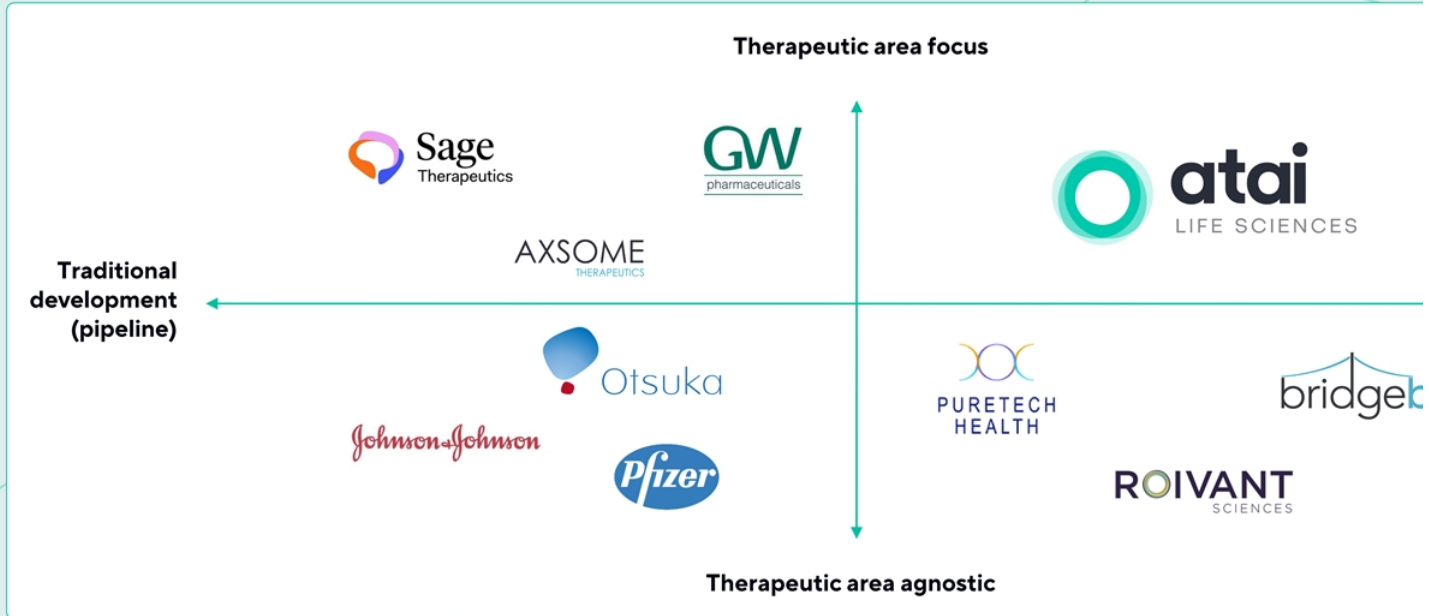 Therapeutic area focus
Sage
Therapeutics
GW
pharmaceuticals
atai
LIFE SCIENCES
AXSOME
THERAPEUTICS
Traditional
development
(pipeline)
Otsuka
PURETECH
HEALTH
bridgeb
Johnson&Johnson
Pfizer
ROIVANT
SCIENCES
Therapeutic area agnostic